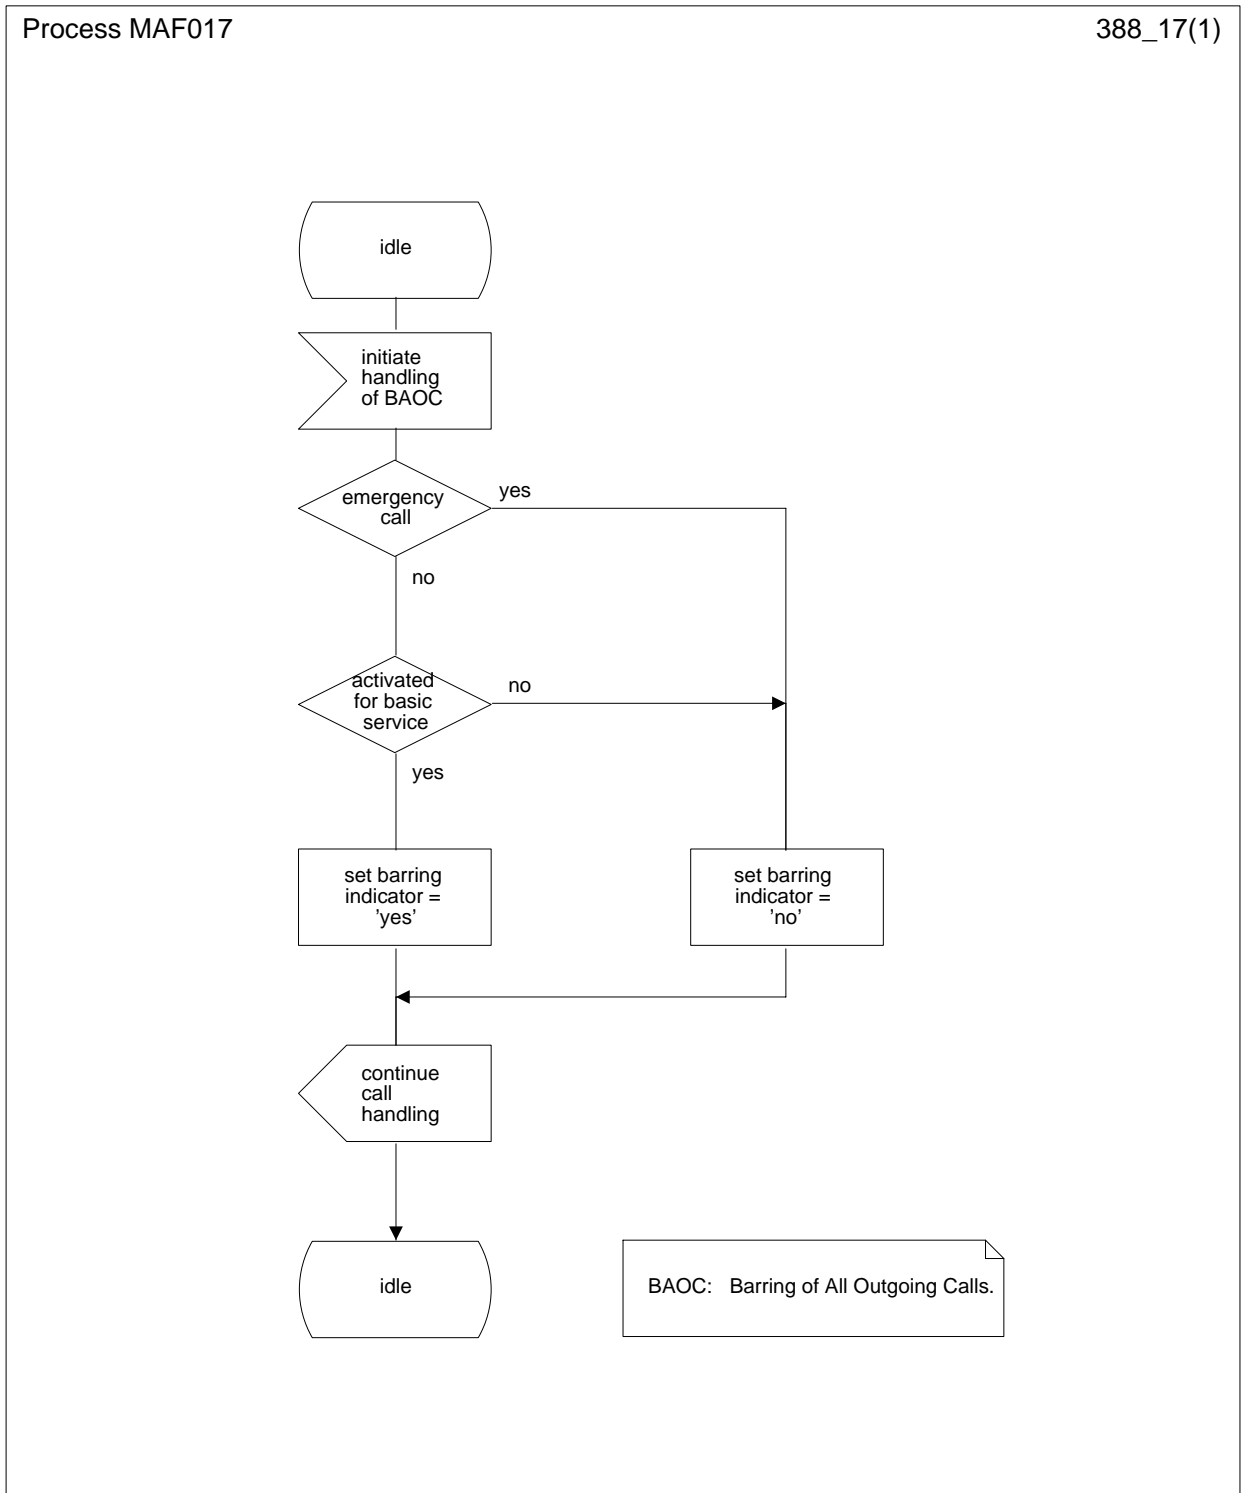 Process MAF017
388_17(1)
idle
initiate
handling
of BAOC
emergency
call
yes
no
activated
for basic
service
no
yes
set barring
indicator =
'yes'
set barring
indicator =
'no'
continue
call
handling
idle
BAOC: Barring of All Outgoing Calls.